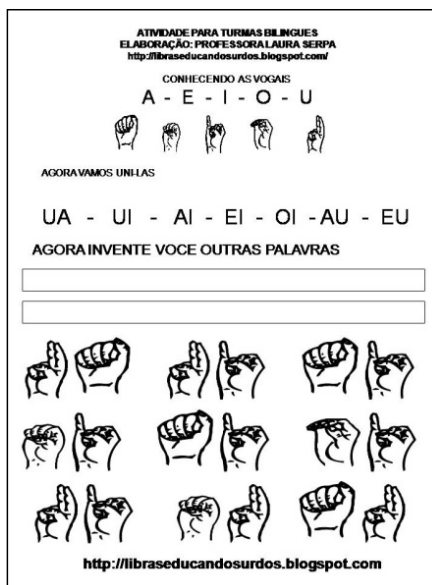 ATIVIDADE PARA TURMAS BILINGUES
ELABORAÇÃO: PROFESSORA LAURA SERPA
http://libraseducandosurdos.blogspot.com/
CONHECENDO AS VOGAIS
A - E - I - O - U
AGORA VAMOS UNI-LAS
UA - UI - AI - EI - OI - AU - EU
AGORA INVENTE VOCE OUTRAS PALAVRAS
http://libraseducandosurdos.blogspot.com